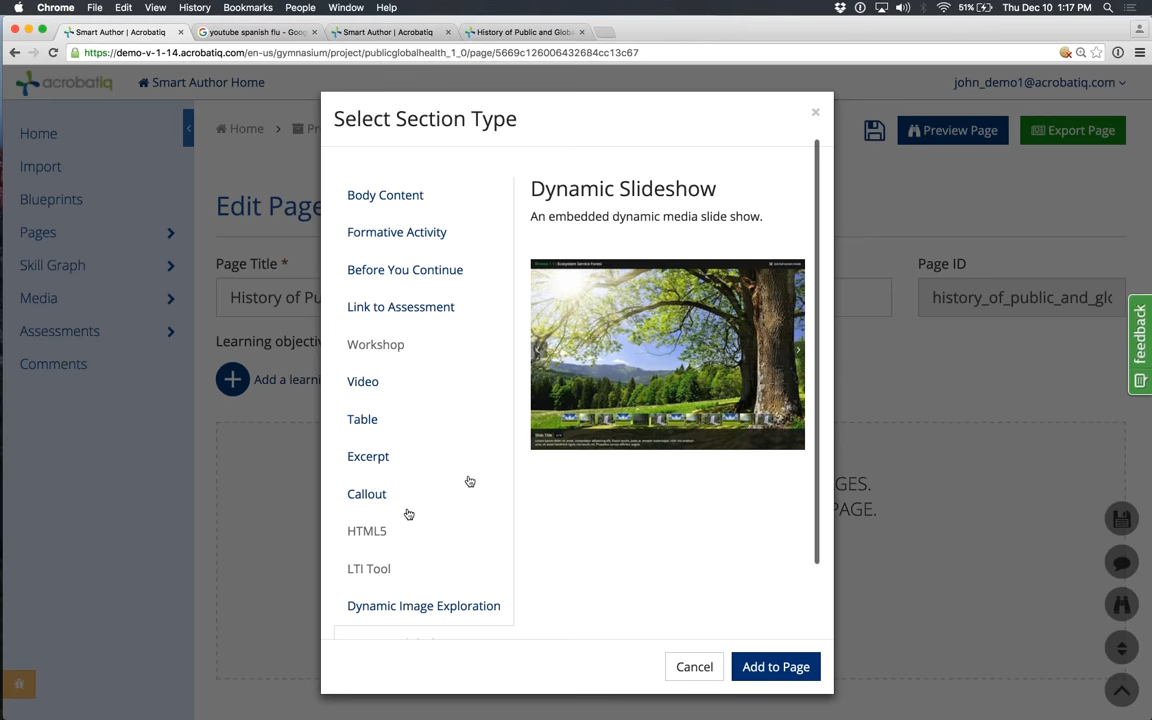 Chrome File Edit View History Bookmarks People Window Help
51% Thu Dec 10 1:17 PM
Smart Author | Acrobatiq
youtube spanish flu - Goog
Smart Author | Acrobatiq
History of Public and Globa
https://demo-v-1-14.acrobatiq.com/en-us/gymnasium/project/publicglobalhealth_1_0/page/5669c126006432684cc13c67
acrobatiq
Smart Author Home
john_demo1@acrobatiq.com
Home
Import
Blueprints
Pages
Skill Graph
Media
Assessments
Comments
Home > Pr
Preview Page
Export Page
Edit Page
Page Title *
History of Pu
Page ID
history_of_public_and_glo
Learning objectiv
Add a learni
GES.
PAGE.
feedback
Select Section Type
×
Body Content
Formative Activity
Before You Continue
Link to Assessment
Workshop
Video
Table
Excerpt
Callout
HTML5
LTI Tool
Dynamic Image Exploration
Dynamic Slideshow
An embedded dynamic media slide show.
Cancel
Add to Page